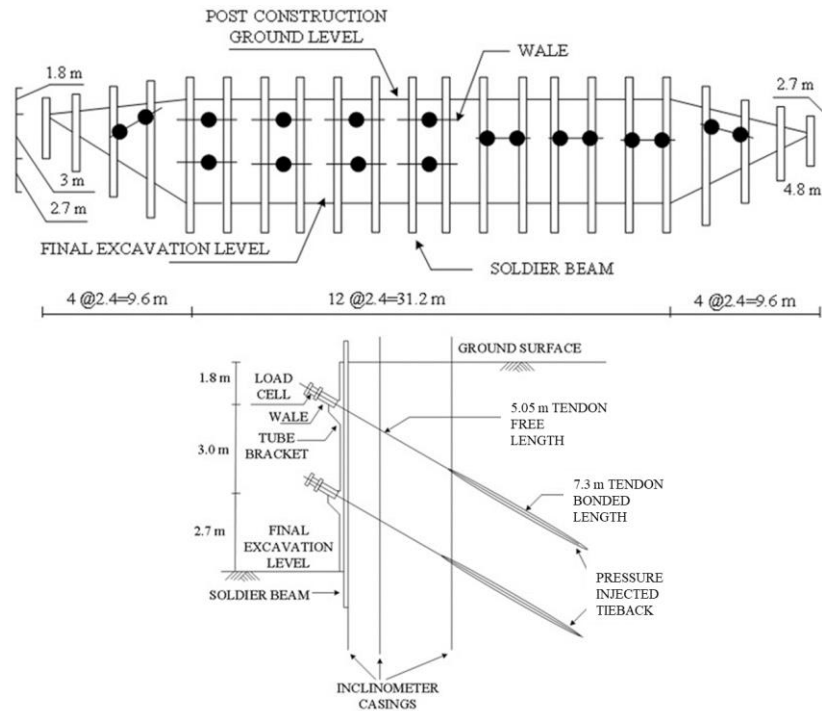 POST CONSTRUCTION
GROUND LEVEL
WALE
1.8 m
2.7 m
3 m
2.7 m
4.8 m
FINAL EXCAVATION LEVEL
SOLDIER BEAM
4 @2.4=9.6 m
12 @2.4=31.2 m
4 @2.4=9.6 m
GROUND SURFACE
1.8 m
LOAD
CELL
WALE
TUBE
BRACKET
5.05 m TENDON
FREE
LENGTH
3.0 m
7.3 m TENDON
BONDED
LENGTH
2.7 m
FINAL
EXCAVATION
LEVEL
SOLDIER BEAM
PRESSURE
INJECTED
TIEBACK
INCLINOMETER
CASINGS